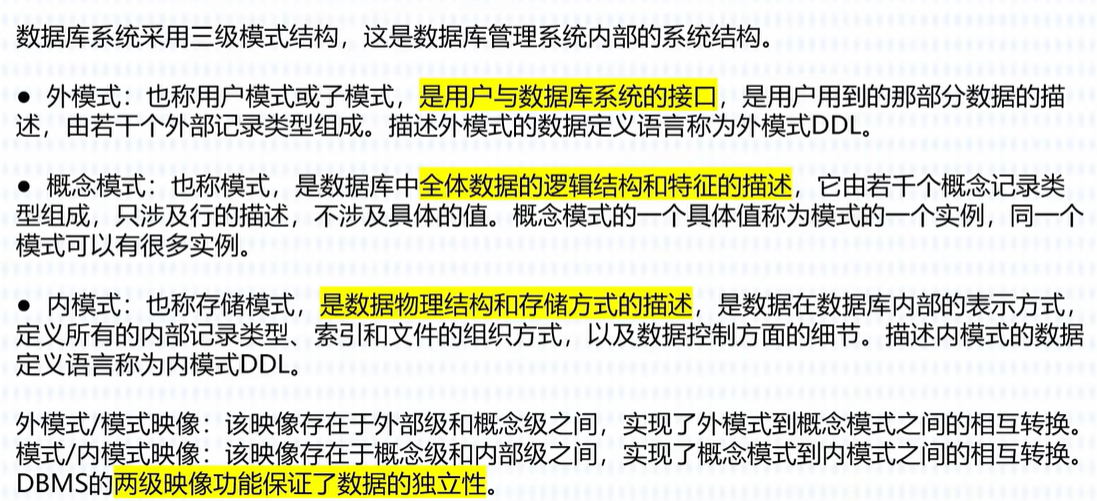 数据库系统采用三级模式结构，这是数据库管理系统内部的系统结构。
● 外模式：也称用户模式或子模式，是用户与数据库系统的接口，是用户用到的那部分数据的描
述，由若干个外部记录类型组成。描述外模式的数据定义语言称为外模式DDL。
● 概念模式：也称模式，是数据库中全体数据的逻辑结构和特征的描述，它由若干个概念记录类
型组成，只涉及行的描述，不涉及具体的值。概念模式的一个具体值称为模式的一个实例，同一个
模式可以有很多实例。
● 内模式：也称存储模式，是数据物理结构和存储方式的描述，是数据在数据库内部的表示方式，
定义所有的内部记录类型、索引和文件的组织方式，以及数据控制方面的细节。描述内模式的数据
定义语言称为内模式DDL。
外模式/模式映像：该映像存在于外部级和概念级之间，实现了外模式到概念模式之间的相互转换。
模式/内模式映像：该映像存在于概念级和内部级之间，实现了概念模式到内模式之间的相互转换。
DBMS的两级映像功能保证了数据的独立性。